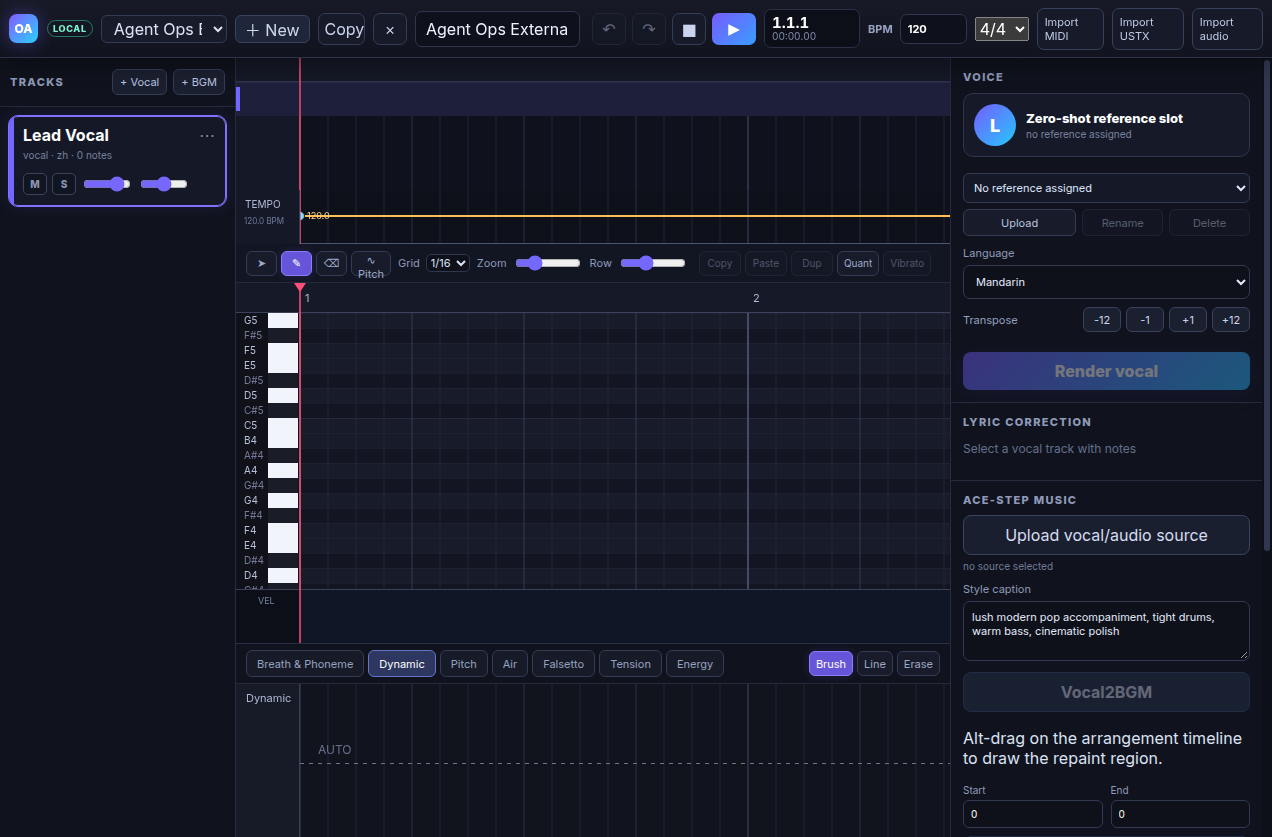 OA
LOCAL
Agent Ops E
+ New
Copy
×
Agent Ops Externa
1.1.1
00:00.00
BPM
120
4/4
Import MIDI
Import USTX
Import audio
TRACKS
+ Vocal
+ BGM
Lead Vocal
...
vocal · zh · 0 notes
M
S
TEMPO
120.0 BPM
120.0
Pitch
Grid
1/16
Zoom
Row
Copy
Paste
Dup
Quant
Vibrato
1
2
G5
F#5
F5
E5
D#5
D5
C#5
C5
B4
A#4
A4
G#4
G4
F#4
F4
E4
D#4
D4
C#4
VEL
Breath & Phoneme
Dynamic
Pitch
Air
Falsetto
Tension
Energy
Brush
Line
Erase
Dynamic
AUTO
VOICE
L
Zero-shot reference slot
no reference assigned
No reference assigned
Upload
Rename
Delete
Language
Mandarin
Transpose
-12
-1
+1
+12
Render vocal
LYRIC CORRECTION
Select a vocal track with notes
ACE-STEP MUSIC
Upload vocal/audio source
no source selected
Style caption
lush modern pop accompaniment, tight drums,
warm bass, cinematic polish
Vocal2BGM
Alt-drag on the arrangement timeline
to draw the repaint region.
Start
End
0
0